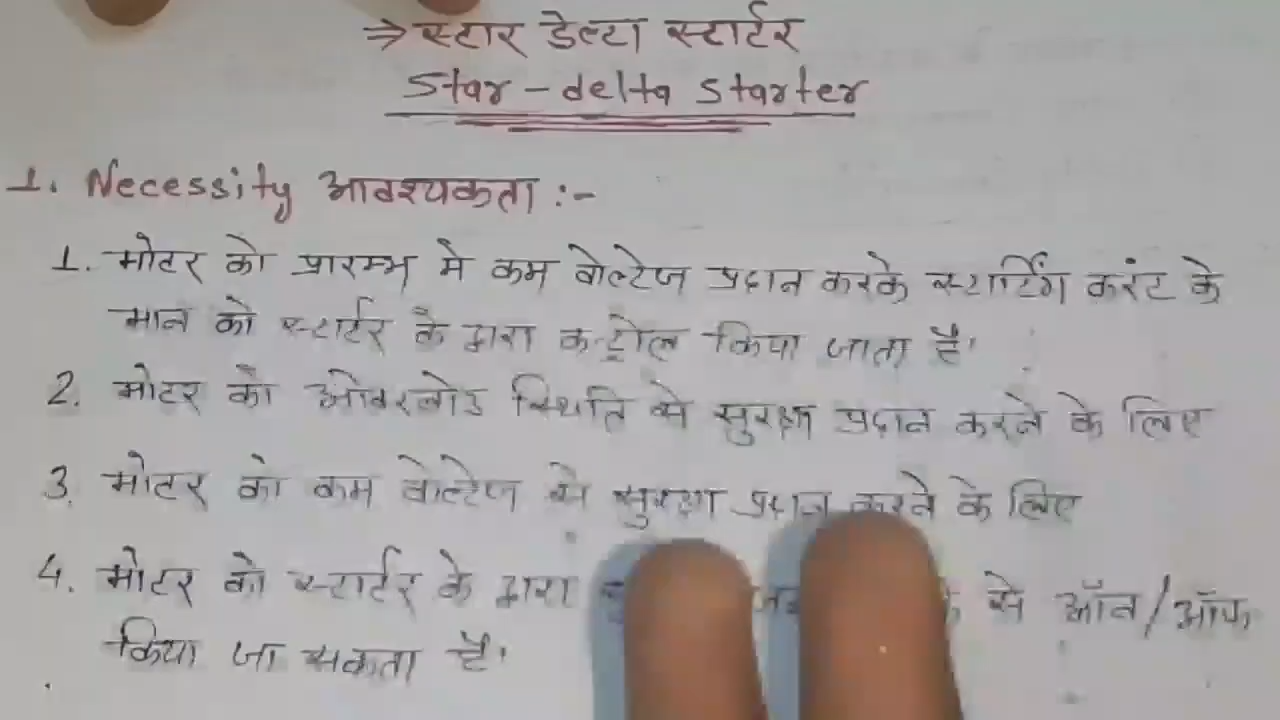 ⇒ स्टार डेल्टा स्टार्टर
Star-delta starter
1. Necessity आवश्यकता :-
1. मोटर को प्रारम्भ मे कम वोल्टेज प्रदान करके स्टार्टिंग करंट के
मान को स्टार्टर के द्वारा कन्ट्रोल किया जाता है।
2. मोटर को ओवरलोड स्थिति से सुरक्षा प्रदान करने के लिए
3. मोटर को कम वोल्टेज से सुरक्षा प्रदान करने के लिए
4. मोटर को स्टार्टर के द्वारा से ऑन/ऑफ
किया जा सकता है।